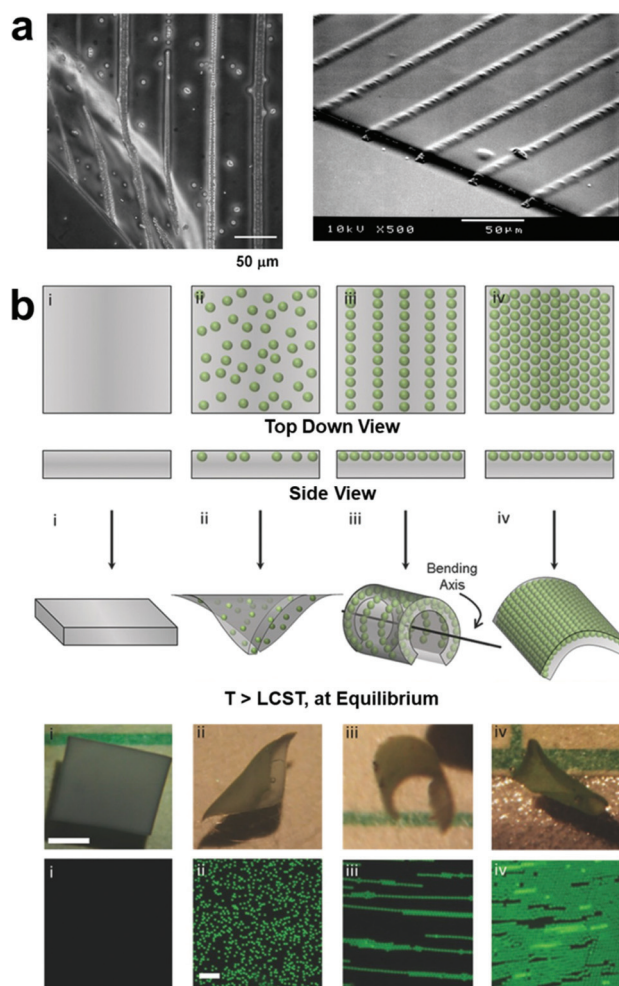 a
50 µm
10kV X500 50µm
b
i ii iii iv
Top Down View
Side View
i ii iii iv
Bending
Axis
T > LCST, at Equilibrium
i ii iii iv
i ii iii iv